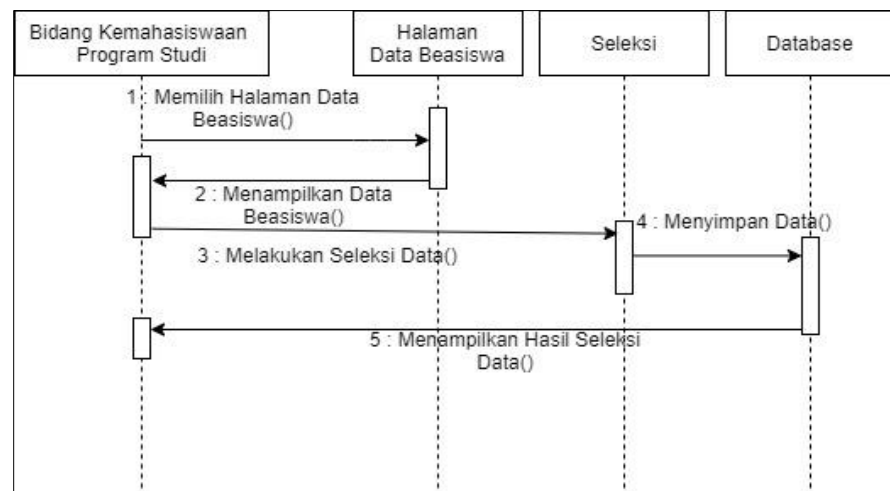 Bidang Kemahasiswaan
Program Studi
Halaman
Data Beasiswa
Seleksi
Database
1 : Memilih Halaman Data
Beasiswa()
2 : Menampilkan Data
Beasiswa()
4 : Menyimpan Data()
3 : Melakukan Seleksi Data()
5 : Menampilkan Hasil Seleksi
Data()